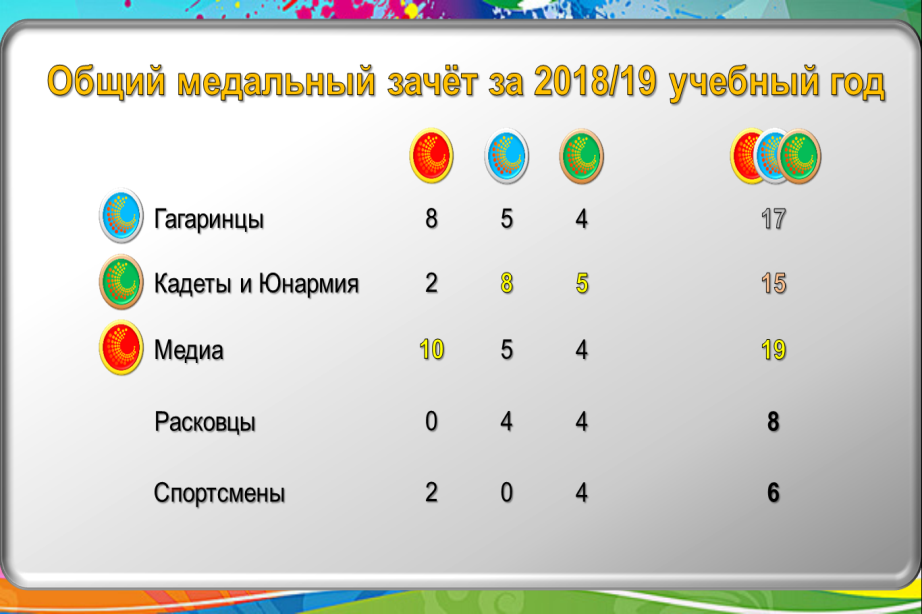 Общий медальный зачёт за 2018/19 учебный год
Гагаринцы 8 5 4 17
Кадеты и Юнармия 2 8 5 15
Медиа 10 5 4 19
Расковцы 0 4 4 8
Спортсмены 2 0 4 6